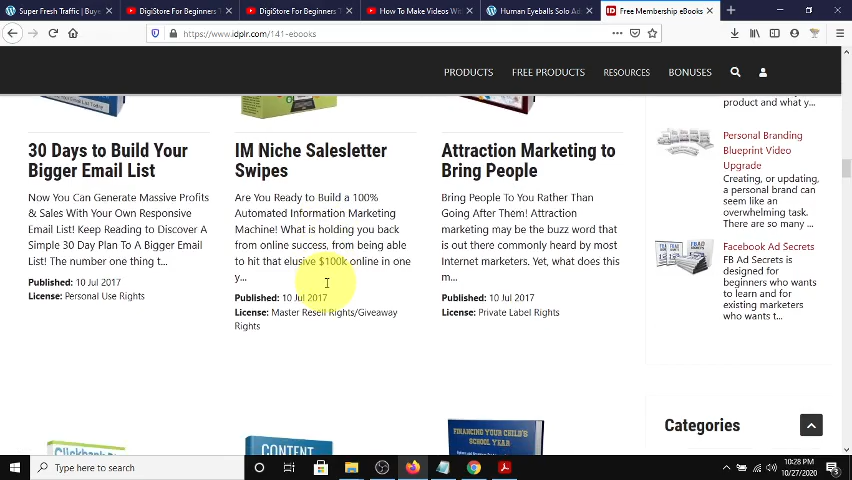 Super Fresh Traffic | Buye
DigiStore For Beginners T
DigiStore For Beginners T
How To Make Videos Wit
Human Eyeballs Solo Ad
Free Membership eBooks
https://www.idplr.com/141-ebooks
PRODUCTS FREE PRODUCTS RESOURCES BONUSES
30 Days to Build Your
Bigger Email List
Now You Can Generate Massive Profits
& Sales With Your Own Responsive
Email List! Keep Reading to Discover A
Simple 30 Day Plan To A Bigger Email
List! The number one thing t...
Published: 10 Jul 2017
License: Personal Use Rights
IM Niche Salesletter
Swipes
Are You Ready to Build a 100%
Automated Information Marketing
Machine! What is holding you back
from online success, from being able
to hit that elusive $100k online in one
y...
Published: 10 Jul 2017
License: Master Resell Rights/Giveaway
Rights
Attraction Marketing to
Bring People
Bring People To You Rather Than
Going After Them! Attraction
marketing may be the buzz word that
is out there commonly heard by most
Internet marketers. Yet, what does this
m...
Published: 10 Jul 2017
License: Private Label Rights
product and what y...
Personal Branding
Blueprint Video
Upgrade
Creating, or updating,
a personal brand can
seem like an
overwhelming task.
There are so many ...
Facebook Ad Secrets
FB Ad Secrets is
designed for
beginners who wants
to learn and for
existing marketers
who wants t...
Categories
CONTENT
FINANCING YOUR CHILD'S
SCHOOL YEAR
Type here to search
10:28 PM
10/27/2020